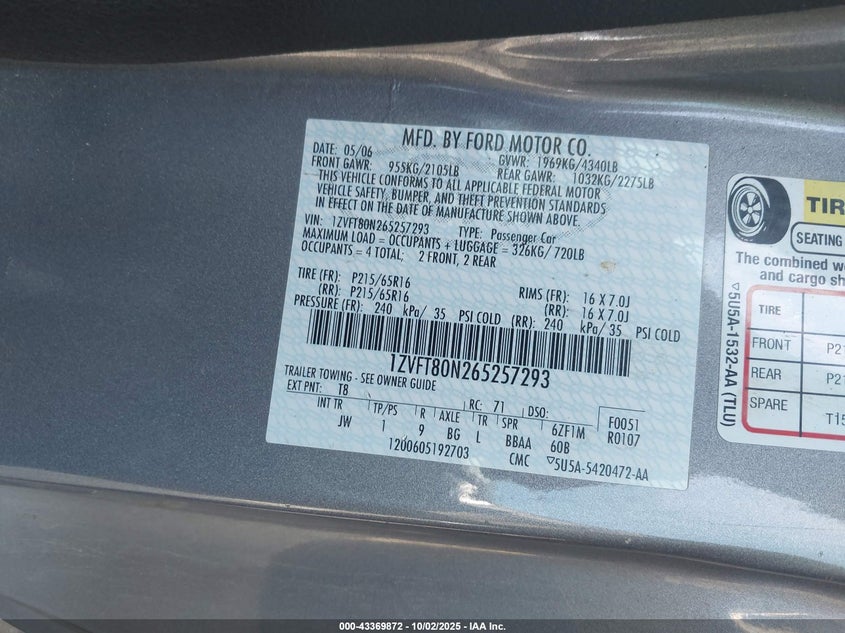 MFD. BY FORD MOTOR CO.
DATE: 05/06 GVWR: 1969KG/4340LB
FRONT GAWR: 955KG/2105LB REAR GAWR: 1032KG/2275LB
THIS VEHICLE CONFORMS TO ALL APPLICABLE FEDERAL MOTOR
VEHICLE SAFETY, BUMPER, AND THEFT PREVENTION STANDARDS
IN EFFECT ON THE DATE OF MANUFACTURE SHOWN ABOVE.
VIN: 1ZVFT80N265257293 TYPE: Passenger Car
MAXIMUM LOAD = OCCUPANTS + LUGGAGE = 326KG/720LB
OCCUPANTS = 4 TOTAL; 2 FRONT, 2 REAR
TIRE (FR): P215/65R16 RIMS (FR): 16 X 7.0J
(RR): P215/65R16 (RR): 16 X 7.0J
PRESSURE (FR): 240 kPa/ 35 PSI COLD (RR): 240 kPa/ 35 PSI COLD
1ZVFT80N265257293
TRAILER TOWING - SEE OWNER GUIDE
EXT PNT: T8 RC: 71 DSO: F0051
INT TR TP/PS R AXLE TR SPR 6ZF1M R0107
JW 1 9 BG L BBAA 60B
12U0605192703 CMC ▽5U5A-5420472-AA
TIR
SEATING
The combined we
and cargo sh
TIRE
FRONT P21
REAR P21
SPARE T15
▽5U5A-1532-AA (TLU)
000-43369872 - 10/02/2025 - IAA Inc.